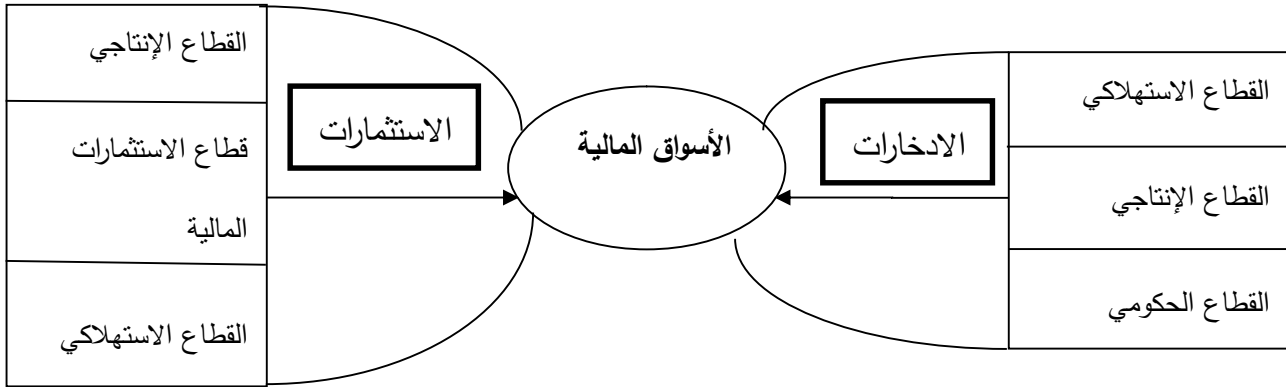 القطاع الاستهلاكي
القطاع الإنتاجي
القطاع الحكومي
الادخارات
الأسواق المالية
الاستثمارات
القطاع الإنتاجي
قطاع الاستثمارات
المالية
القطاع الاستهلاكي